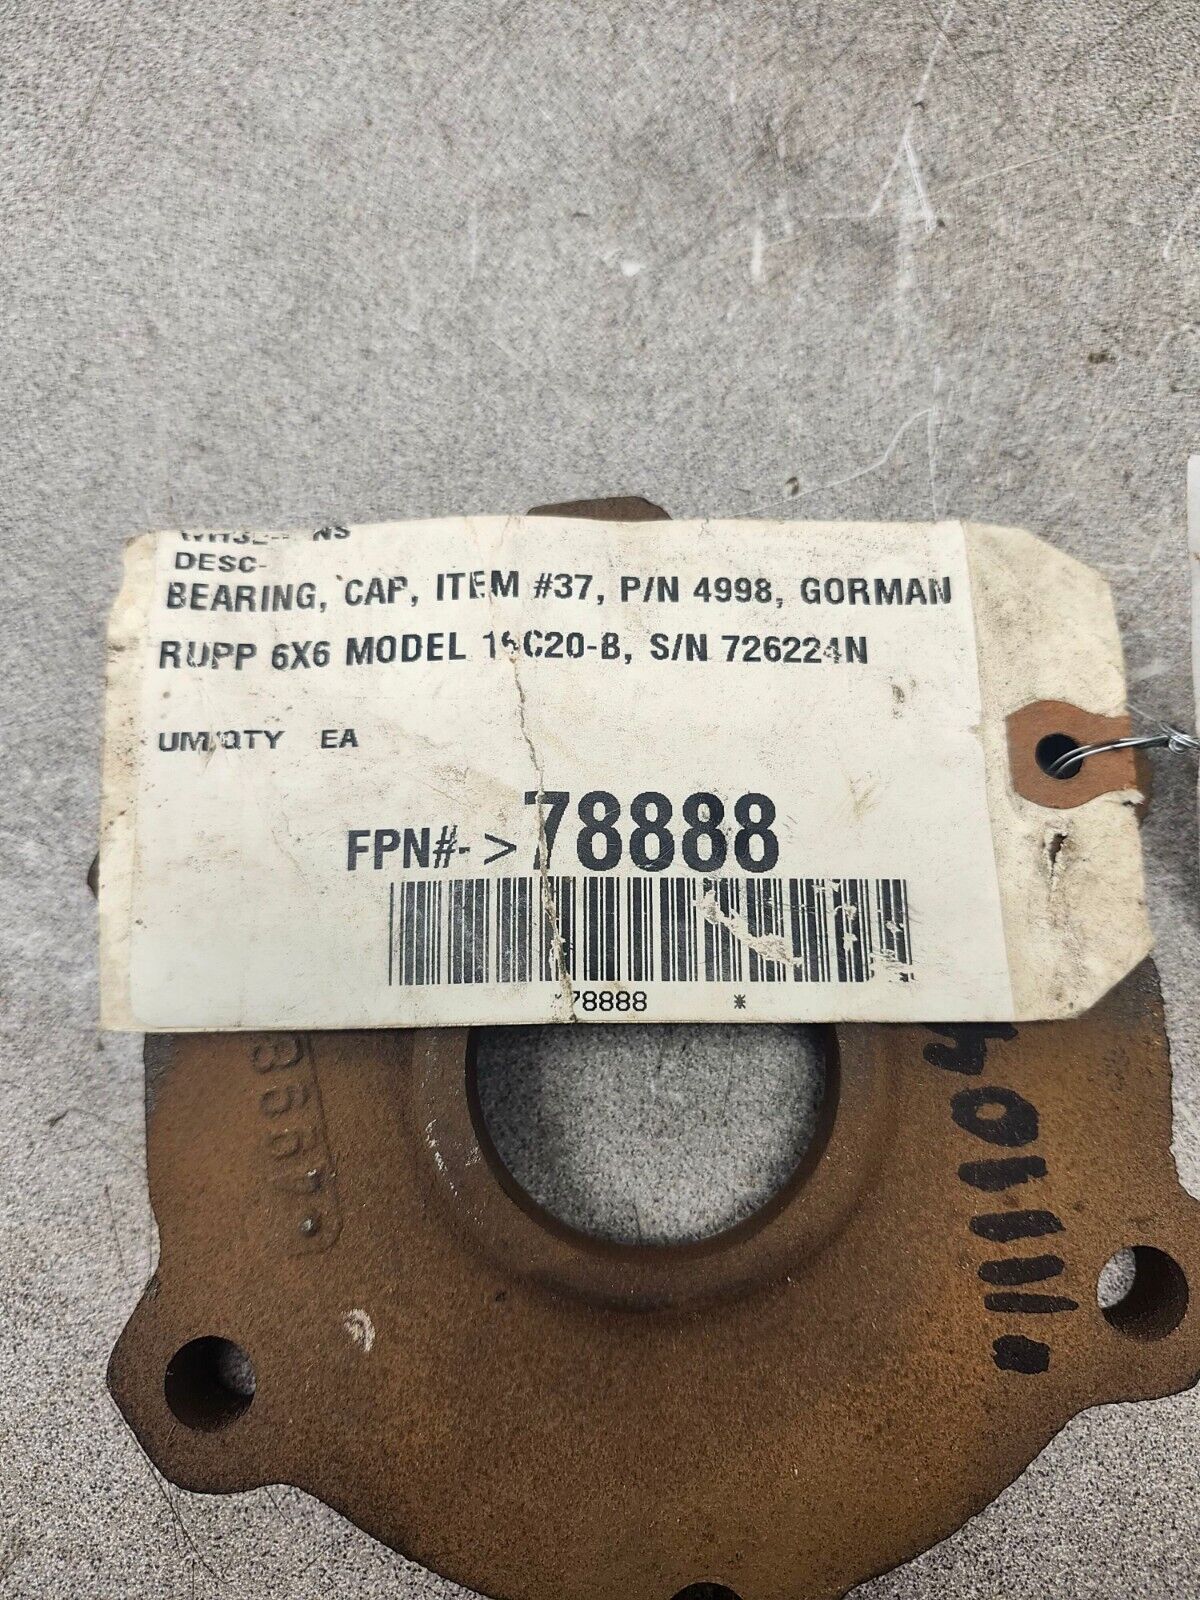 DESC-
BEARING, CAP, ITEM #37, P/N 4998, GORMAN
RUPP 6X6 MODEL 16C20-B, S/N 726224N
UM/QTY EA
FPN#- >78888
*78888 *